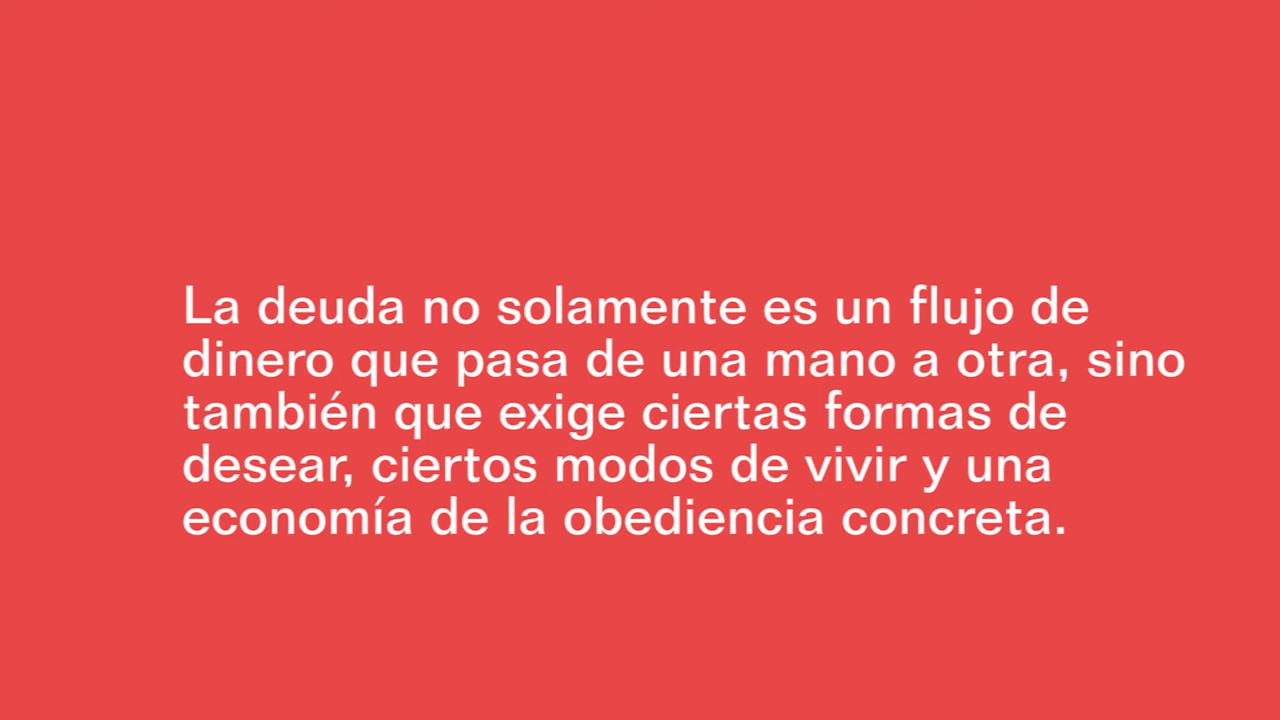 La deuda no solamente es un flujo de
dinero que pasa de una mano a otra, sino
también que exige ciertas formas de
desear, ciertos modos de vivir y una
economía de la obediencia concreta.